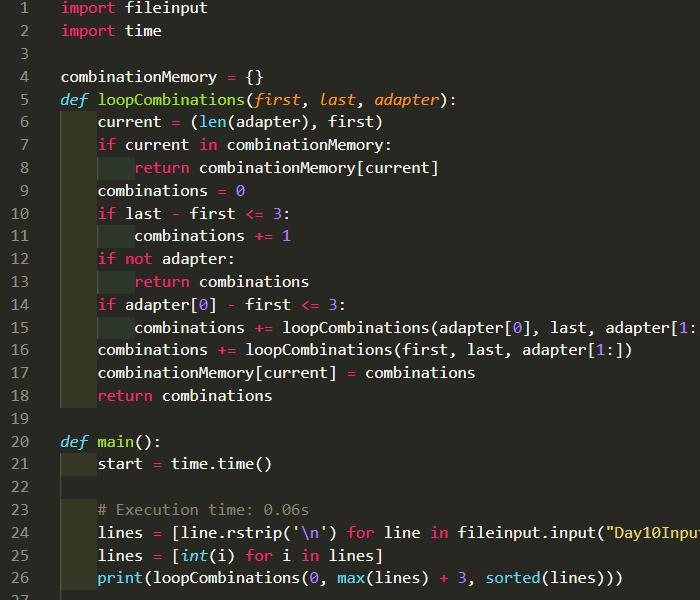 1 import fileinput
2 import time
3
4 combinationMemory = {}
5 def loopCombinations(first, last, adapter):
6 current = (len(adapter), first)
7 if current in combinationMemory:
8 return combinationMemory[current]
9 combinations = 0
10 if last - first <= 3:
11 combinations += 1
12 if not adapter:
13 return combinations
14 if adapter[0] - first <= 3:
15 combinations += loopCombinations(adapter[0], last, adapter[1:
16 combinations += loopCombinations(first, last, adapter[1:])
17 combinationMemory[current] = combinations
18 return combinations
19
20 def main():
21 start = time.time()
22
23 # Execution time: 0.06s
24 lines = [line.rstrip('\n') for line in fileinput.input("Day10Inpu
25 lines = [int(i) for i in lines]
26 print(loopCombinations(0, max(lines) + 3, sorted(lines)))
27